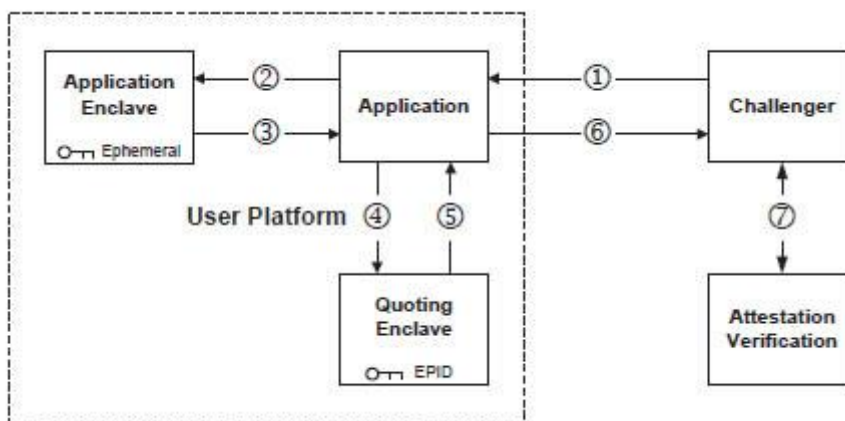 Application
Enclave
Ephemeral
②
③
Application
①
⑥
Challenger
User Platform
④
⑤
⑦
Quoting
Enclave
EPID
Attestation
Verification